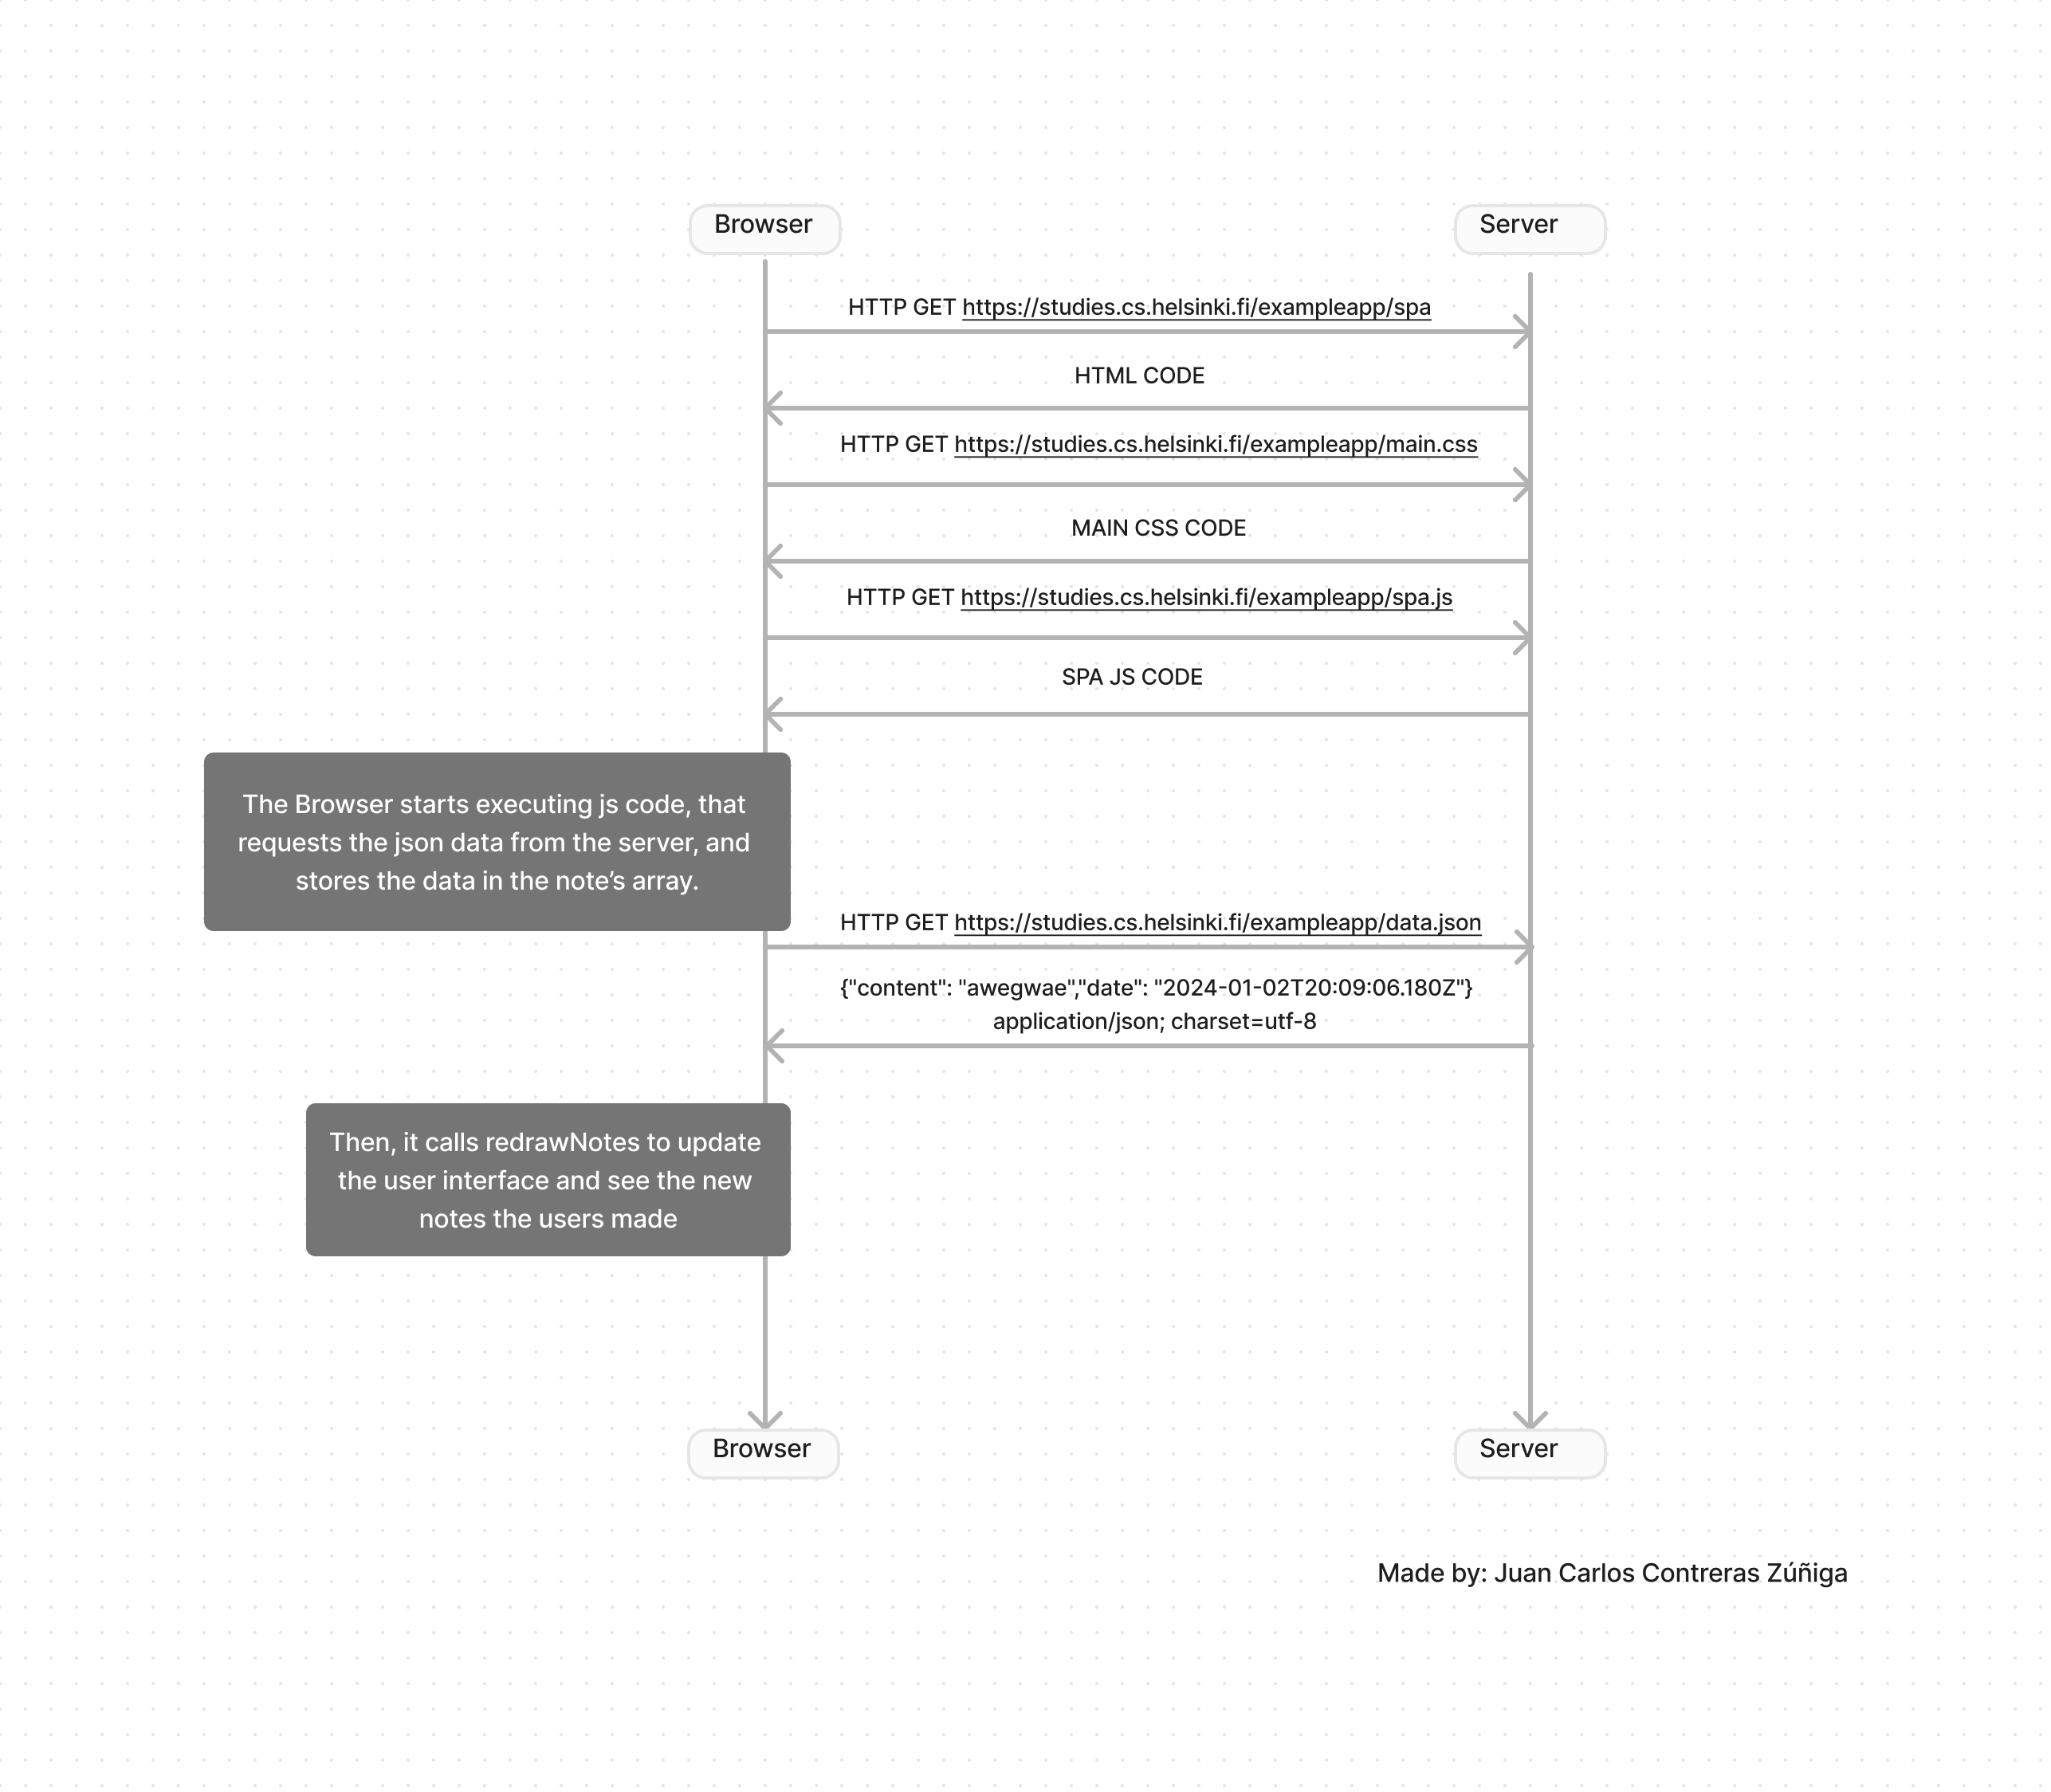 Browser
Server
HTTP GET https://studies.cs.helsinki.fi/exampleapp/spa
HTML CODE
HTTP GET https://studies.cs.helsinki.fi/exampleapp/main.css
MAIN CSS CODE
HTTP GET https://studies.cs.helsinki.fi/exampleapp/spa.js
SPA JS CODE
The Browser starts executing js code, that
requests the json data from the server, and
stores the data in the note’s array.
HTTP GET https://studies.cs.helsinki.fi/exampleapp/data.json
{"content": "awegwae","date": "2024-01-02T20:09:06.180Z"}
application/json; charset=utf-8
Then, it calls redrawNotes to update
the user interface and see the new
notes the users made
Browser
Server
Made by: Juan Carlos Contreras Zúñiga